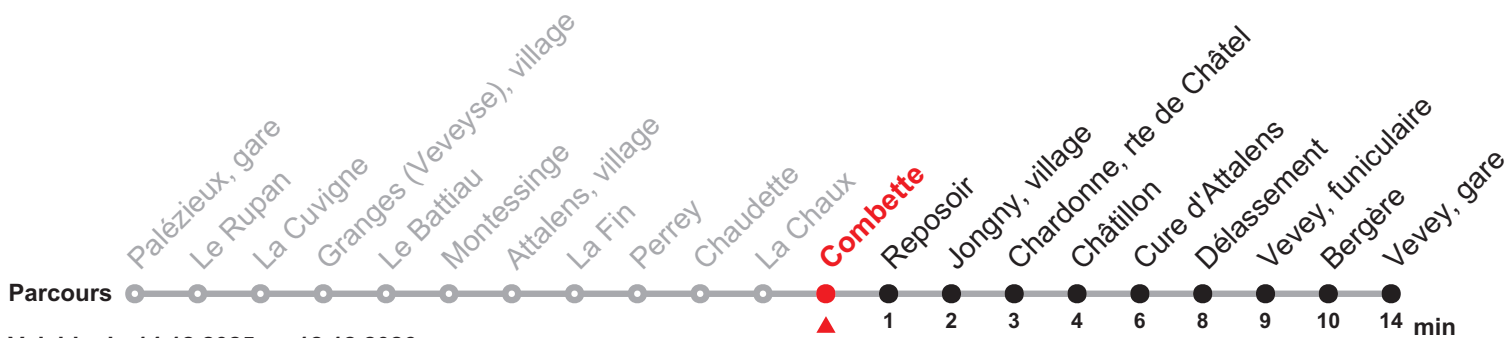 Palézieux, gare
Le Rupan
La Cuvigne
Granges (Veveyse), village
Le Battiau
Montessinge
Attalens, village
La Fin
Perrey
Chaudette
La Chaux
Combette
Reposoir
Jongny, village
Chardonne, rte de Châtel
Châtillon
Cure d'Attalens
Délassement
Vevey, funiculaire
Bergère
Vevey, gare
Parcours
1 2 3 4 6 8 9 10 14 min